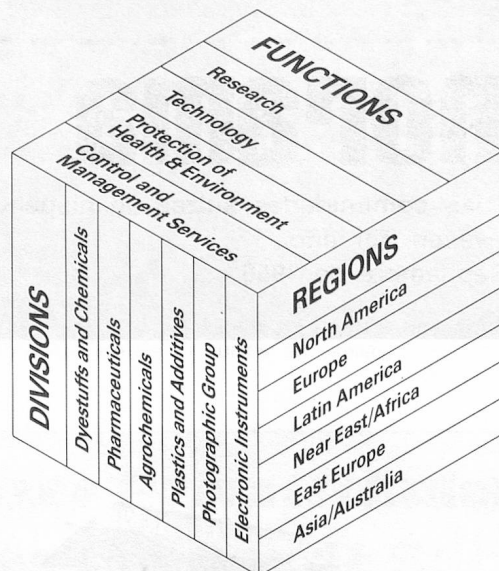 FUNCTIONS
Research
Technology
Protection of
Health & Environment
Control and
Management Services
DIVISIONS
Dyestuffs and Chemicals
Pharmaceuticals
Agrochemicals
Plastics and Additives
Photographic Group
Electronic Instruments
REGIONS
North America
Europe
Latin America
Near East/Africa
East Europe
Asia/Australia